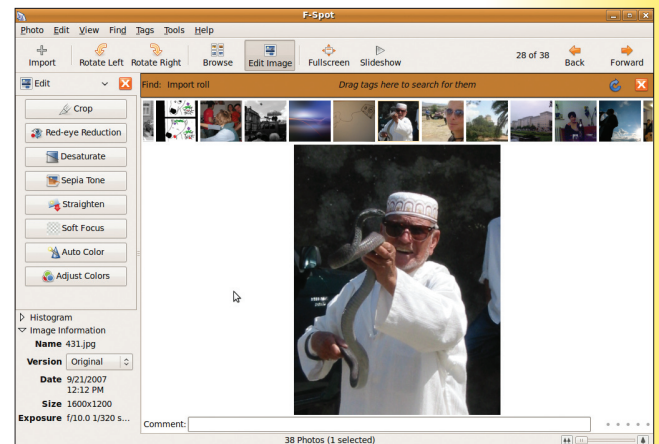 F-Spot
Photo Edit View Find Tags Tools Help
Import Rotate Left Rotate Right Browse Edit Image Fullscreen Slideshow 28 of 38 Back Forward
Edit
Find: Import roll Drag tags here to search for them
Crop
Red-eye Reduction
Desaturate
Sepia Tone
Straighten
Soft Focus
Auto Color
Adjust Colors
Histogram
Image Information
Name 431.jpg
Version Original
Date 9/21/2007
12:12 PM
Size 1600x1200
Exposure f/10.0 1/320 s...
Comment:
38 Photos (1 selected)